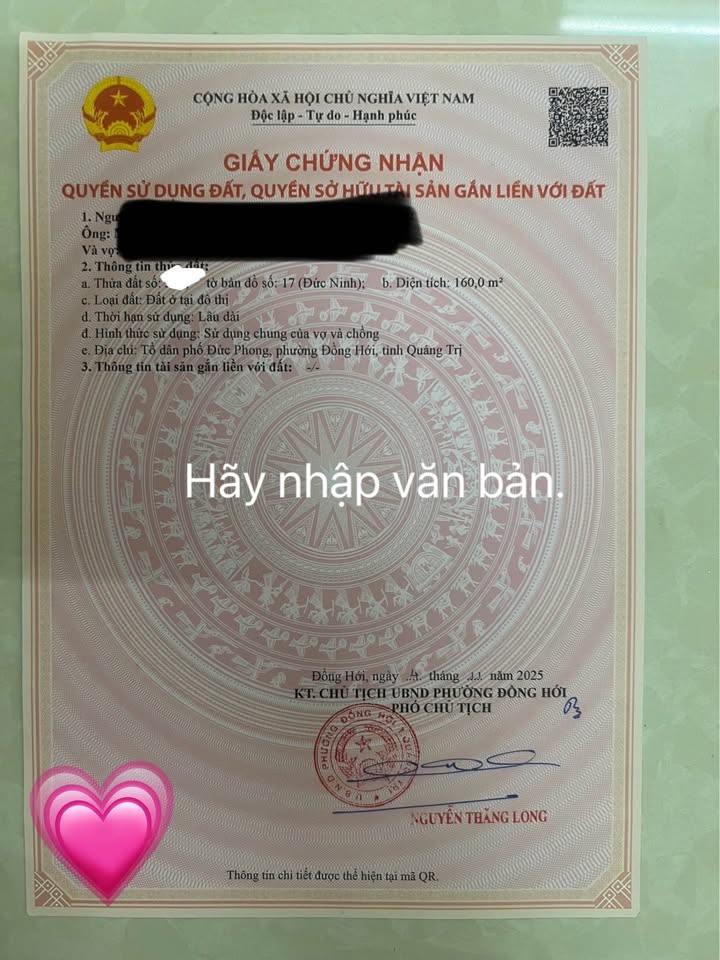 CỘNG HÒA XÃ HỘI CHỦ NGHĨA VIỆT NAM
Độc lập - Tự do - Hạnh phúc
GIẤY CHỨNG NHẬN
QUYỀN SỬ DỤNG ĐẤT, QUYỀN SỞ HỮU TÀI SẢN GẮN LIỀN VỚI ĐẤT
1.
Ông:
Và vợ:
2. Thông tin thửa đất:
a. Thửa đất số: tờ bản đồ số: 17 (Đức Ninh); b. Diện tích: 160,0 m²
c. Loại đất: Đất ở tại đô thị
d. Thời hạn sử dụng: Lâu dài
đ. Hình thức sử dụng: Sử dụng chung của vợ và chồng
e. Địa chỉ: Tổ dân phố Đức Phong, phường Đồng Hới, tỉnh Quảng Trị
3. Thông tin tài sản gắn liền với đất: -/-
Hãy nhập văn bản.
Đồng Hới, ngày tháng năm 2025
KT. CHỦ TỊCH UBND PHƯỜNG ĐỒNG HỚI
PHÓ CHỦ TỊCH
U.B.N.D PHƯỜNG ĐỒNG HỚI
NGUYỄN THĂNG LONG
Thông tin chi tiết được thể hiện tại mã QR.